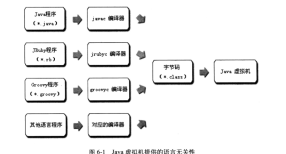 Java程序
(*.java)
javac 编译器
JRuby程序
(*.rb)
jrubyc 编译器
Groovy程序
(*.groovy)
groovyc 编译器
其他语言程序
对应的编译器
字节码
(*.class)
Java 虚拟机
图 6-1 Java 虚拟机提供的语言无关性